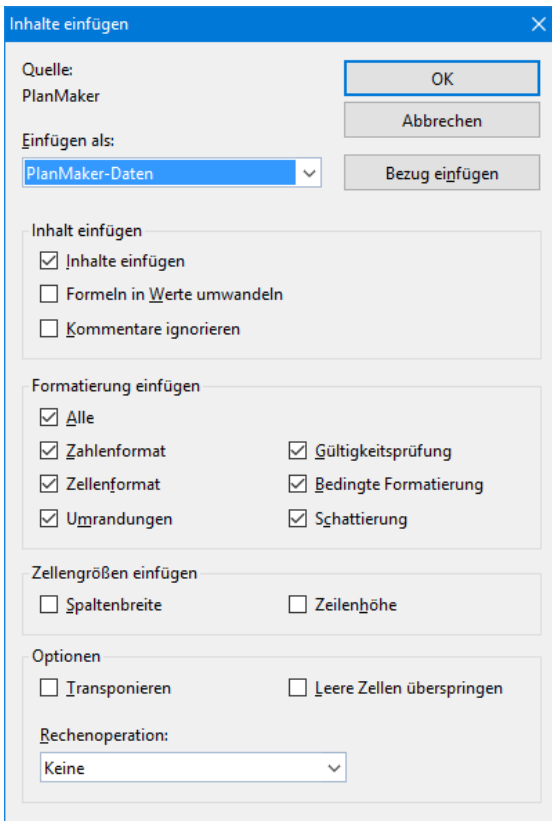 Inhalte einfügen
Quelle:
PlanMaker
OK
Abbrechen
Einfügen als:
PlanMaker-Daten
Bezug einfügen
Inhalt einfügen
Inhalte einfügen
Formeln in Werte umwandeln
Kommentare ignorieren
Formatierung einfügen
Alle
Zahlenformat Gültigkeitsprüfung
Zellenformat Bedingte Formatierung
Umrandungen Schattierung
Zellengrößen einfügen
Spaltenbreite Zeilenhöhe
Optionen
Transponieren Leere Zellen überspringen
Rechenoperation:
Keine